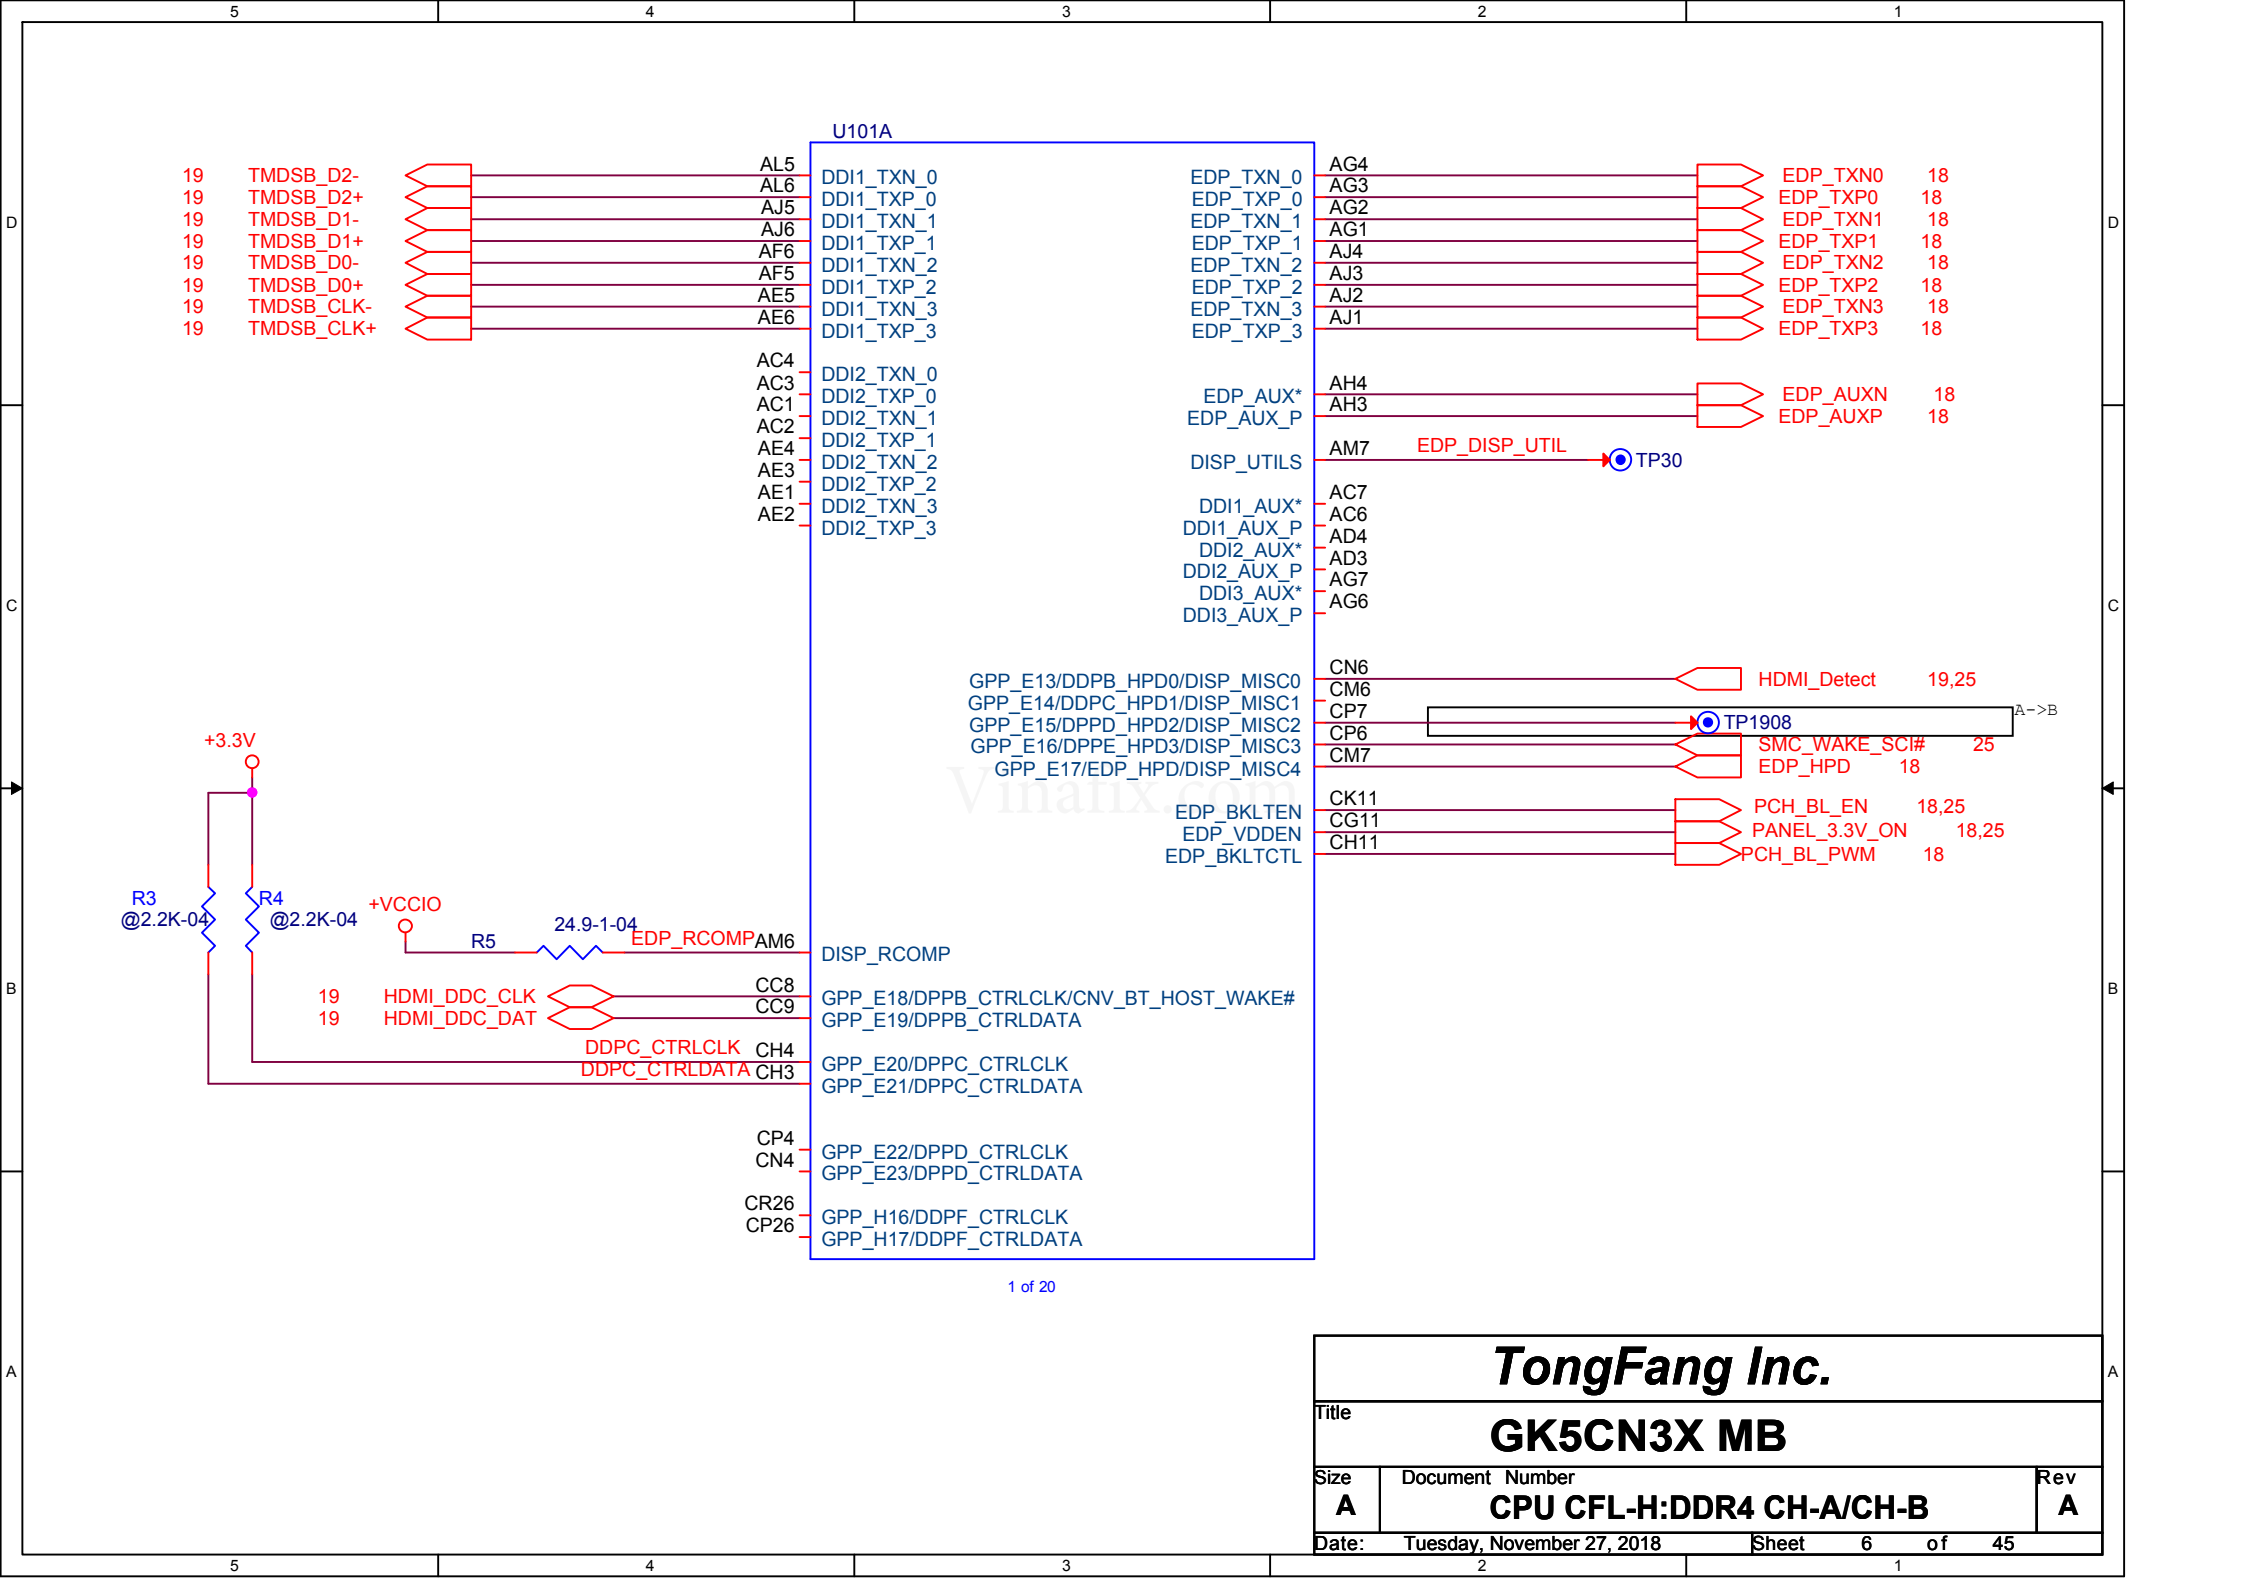 5 4 3 2 1
U101A
19 TMDSB_D2- AL5 DDI1_TXN_0 EDP_TXN_0 AG4 EDP_TXN0 18
19 TMDSB_D2+ AL6 DDI1_TXP_0 EDP_TXP_0 AG3 EDP_TXP0 18
D 19 TMDSB_D1- AJ5 DDI1_TXN_1 EDP_TXN_1 AG2 EDP_TXN1 18 D
19 TMDSB_D1+ AJ6 DDI1_TXP_1 EDP_TXP_1 AG1 EDP_TXP1 18
19 TMDSB_D0- AF6 DDI1_TXN_2 EDP_TXN_2 AJ4 EDP_TXN2 18
19 TMDSB_D0+ AF5 DDI1_TXP_2 EDP_TXP_2 AJ3 EDP_TXP2 18
19 TMDSB_CLK- AE5 DDI1_TXN_3 EDP_TXN_3 AJ2 EDP_TXN3 18
19 TMDSB_CLK+ AE6 DDI1_TXP_3 EDP_TXP_3 AJ1 EDP_TXP3 18
AC4 DDI2_TXN_0
AC3 DDI2_TXP_0 EDP_AUX* AH4 EDP_AUXN 18
AC1 DDI2_TXN_1 EDP_AUX_P AH3 EDP_AUXP 18
AC2 DDI2_TXP_1
AE4 DDI2_TXN_2 DISP_UTILS AM7 EDP_DISP_UTIL TP30
AE3 DDI2_TXP_2
AE1 DDI2_TXN_3 DDI1_AUX* AC7
AE2 DDI2_TXP_3 DDI1_AUX_P AC6
DDI2_AUX* AD4
DDI2_AUX_P AD3
DDI3_AUX* AG7
C DDI3_AUX_P AG6 C
GPP_E13/DDPB_HPD0/DISP_MISC0 CN6 HDMI_Detect 19,25
GPP_E14/DDPC_HPD1/DISP_MISC1 CM6
GPP_E15/DPPD_HPD2/DISP_MISC2 CP7 TP1908 A->B
GPP_E16/DPPE_HPD3/DISP_MISC3 CP6 SMC_WAKE_SCI# 25
GPP_E17/EDP_HPD/DISP_MISC4 CM7 EDP_HPD 18
+3.3V
Vinafix.com
EDP_BKLTEN CK11 PCH_BL_EN 18,25
EDP_VDDEN CG11 PANEL_3.3V_ON 18,25
EDP_BKLTCTL CH11 PCH_BL_PWM 18
R3 R4 +VCCIO
@2.2K-04 @2.2K-04
R5 24.9-1-04 EDP_RCOMP AM6 DISP_RCOMP
B 19 HDMI_DDC_CLK CC8 GPP_E18/DPPB_CTRLCLK/CNV_BT_HOST_WAKE# B
19 HDMI_DDC_DAT CC9 GPP_E19/DPPB_CTRLDATA
DDPC_CTRLCLK CH4 GPP_E20/DPPC_CTRLCLK
DDPC_CTRLDATA CH3 GPP_E21/DPPC_CTRLDATA
CP4 GPP_E22/DPPD_CTRLCLK
CN4 GPP_E23/DPPD_CTRLDATA
CR26 GPP_H16/DDPF_CTRLCLK
CP26 GPP_H17/DDPF_CTRLDATA
1 of 20
A TongFang Inc. A
Title
GK5CN3X MB
Size Document Number Rev
A CPU CFL-H:DDR4 CH-A/CH-B A
Date: Tuesday, November 27, 2018 Sheet 6 of 45
5 4 3 2 1